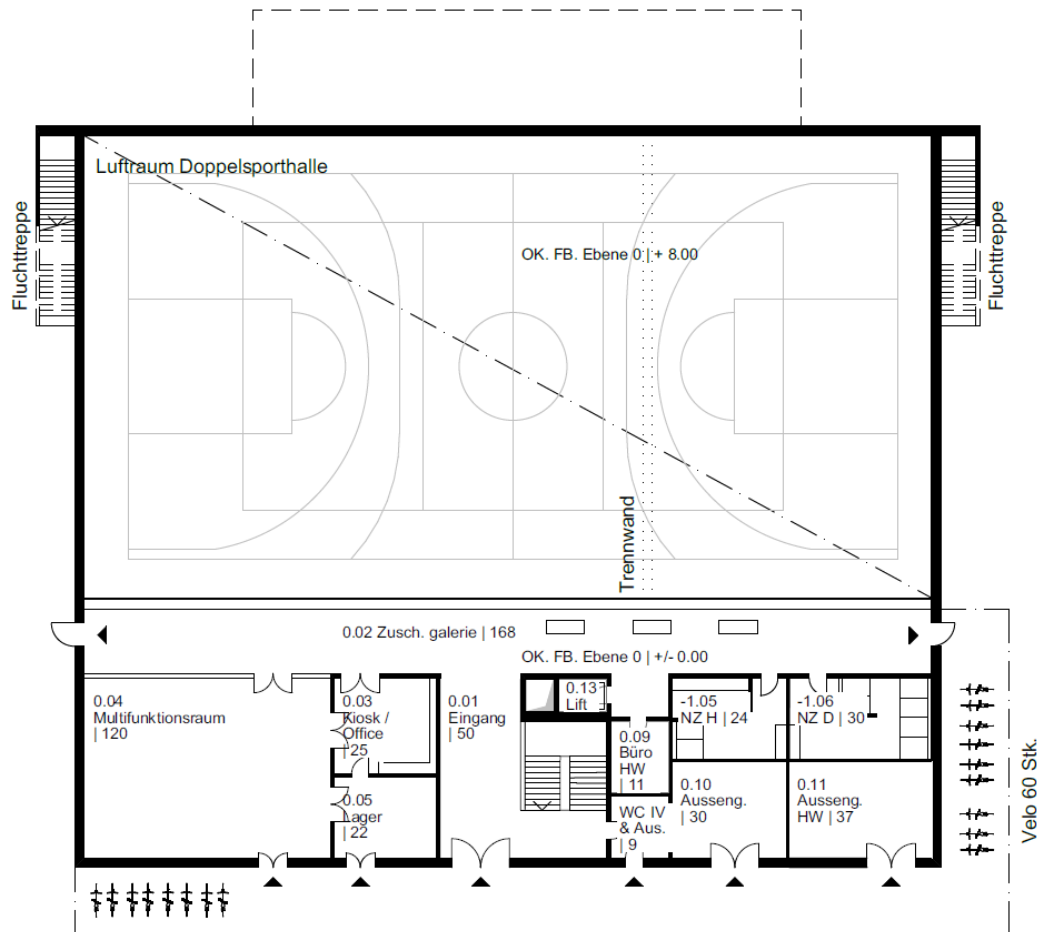 Luftraum Doppelsporthalle
Fluchttreppe
Fluchttreppe
OK. FB. Ebene 0 | + 8.00
Trennwand
0.02 Zusch. galerie | 168
OK. FB. Ebene 0 | +/- 0.00
0.04
Multifunktionsraum
| 120
0.03
Kiosk /
Office
| 25
0.05
Lager
| 22
0.01
Eingang
| 50
0.13
Lift
0.09
Büro
HW
| 11
WC IV
& Aus.
| 9
-1.05
NZ H | 24
-1.06
NZ D | 30
0.10
Ausseng.
| 30
0.11
Ausseng.
HW | 37
Velo 60 Stk.